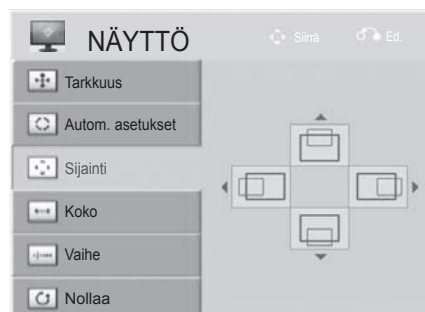 NÄYTTÖ
Siirrä
Ed.
Tarkkuus
Autom. asetukset
Sijainti
Koko
Vaihe
Nollaa